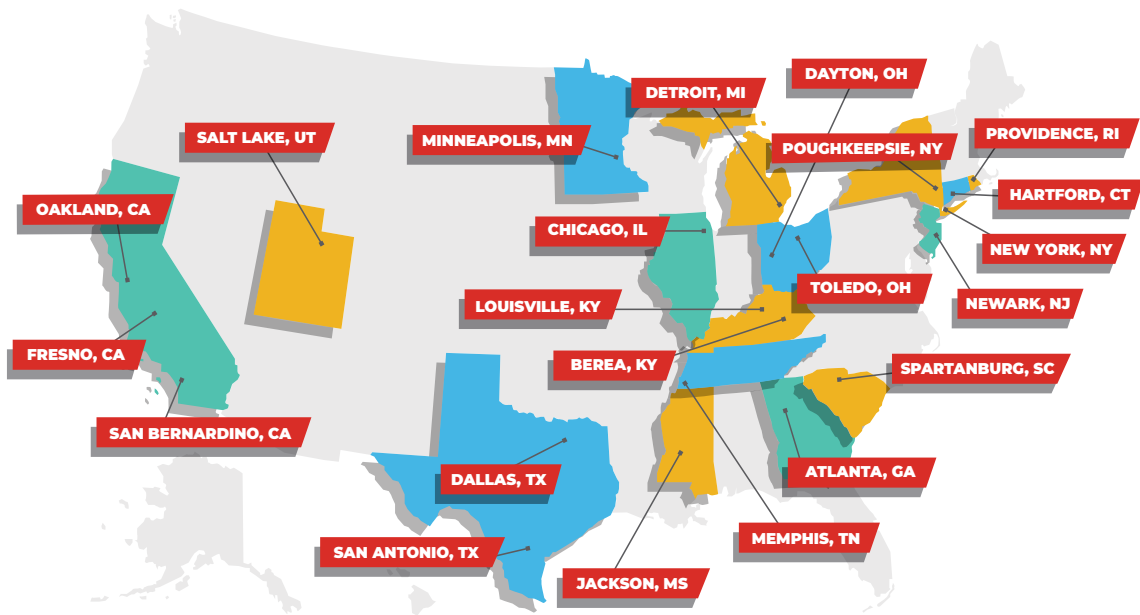 DAYTON, OH
DETROIT, MI
SALT LAKE, UT
MINNEAPOLIS, MN
PROVIDENCE, RI
POUGHKEEPSIE, NY
HARTFORD, CT
OAKLAND, CA
CHICAGO, IL
NEW YORK, NY
TOLEDO, OH
LOUISVILLE, KY
NEWARK, NJ
FRESNO, CA
BEREA, KY
SPARTANBURG, SC
SAN BERNARDINO, CA
DALLAS, TX
ATLANTA, GA
MEMPHIS, TN
SAN ANTONIO, TX
JACKSON, MS